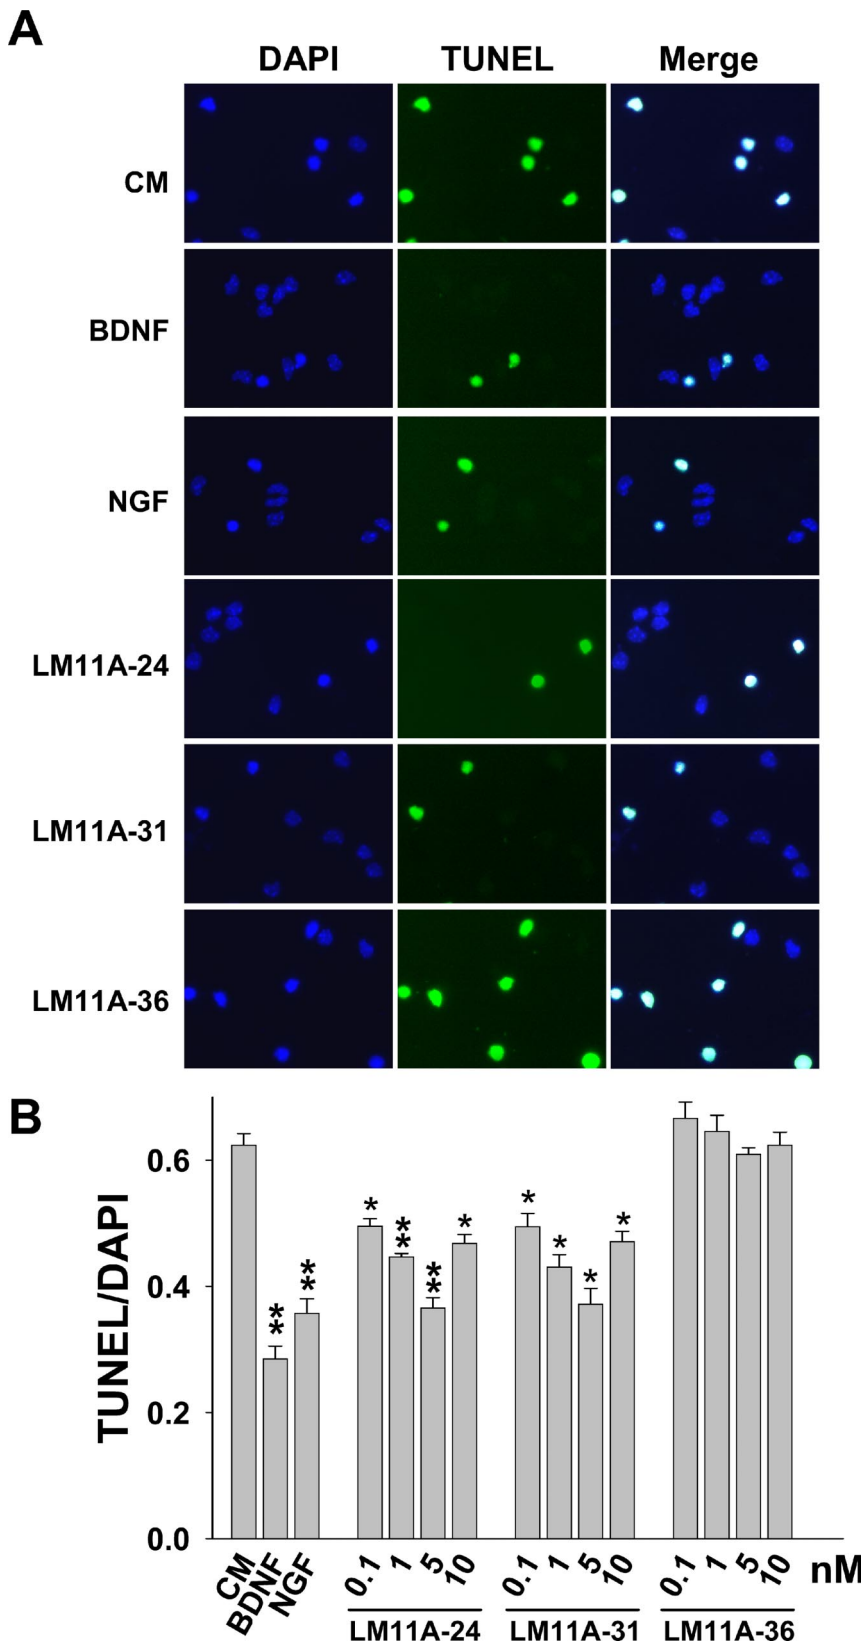 A
DAPI TUNEL Merge
CM
BDNF
NGF
LM11A-24
LM11A-31
LM11A-36
B
TUNEL/DAPI
0.6
0.4
0.2
0.0
* ** ** * * * * * ** **
CM BDNF NGF 0.1 1 5 10 0.1 1 5 10 0.1 1 5 10 nM
LM11A-24 LM11A-31 LM11A-36